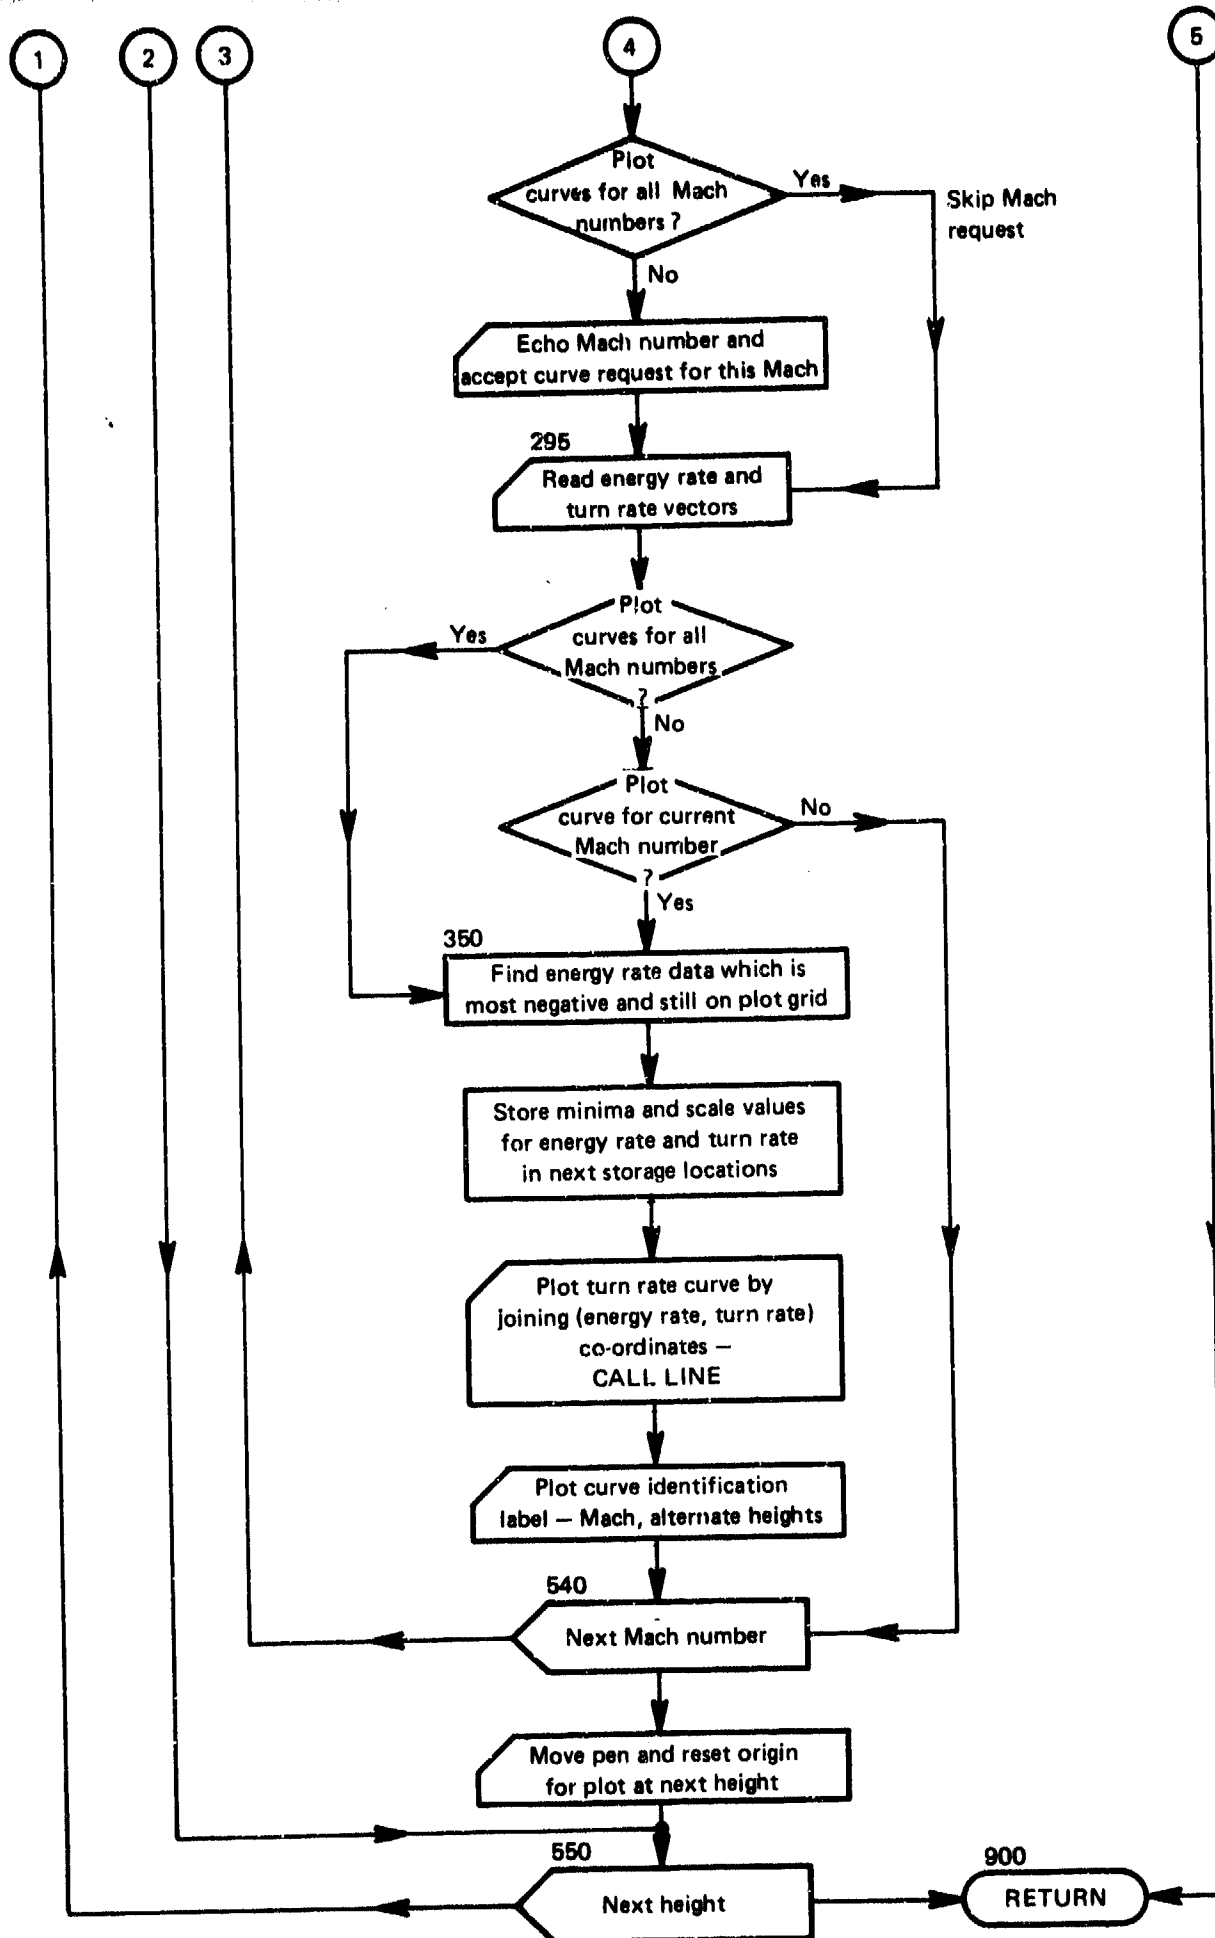 1
2
3
4
5
Plot
curves for all Mach
numbers ?
Yes
Skip Mach
request
No
Echo Mach number and
accept curve request for this Mach
295
Read energy rate and
turn rate vectors
Plot
curves for all
Mach numbers
?
Yes
No
Plot
curve for current
Mach number
?
No
Yes
350
Find energy rate data which is
most negative and still on plot grid
Store minima and scale values
for energy rate and turn rate
in next storage locations
Plot turn rate curve by
joining (energy rate, turn rate)
co-ordinates —
CALL LINE
Plot curve identification
label — Mach, alternate heights
540
Next Mach number
Move pen and reset origin
for plot at next height
550
Next height
900
RETURN